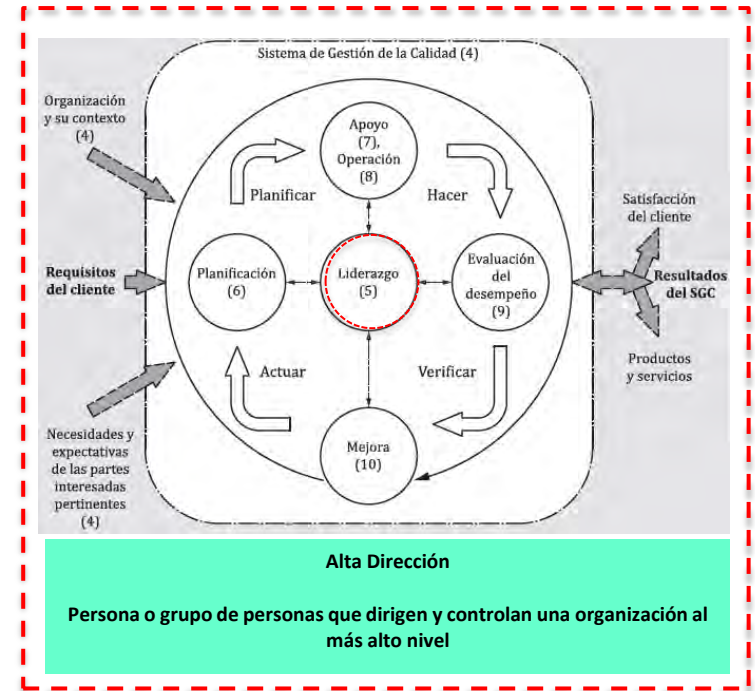 Sistema de Gestión de la Calidad (4)
Organización
y su contexto
(4)
Apoyo
(7),
Operación
(8)
Planificar
Hacer
Satisfacción
del cliente
Requisitos
del cliente
Planificación
(6)
Liderazgo
(5)
Evaluación
del
desempeño
(9)
Resultados
del SGC
Actuar
Verificar
Productos
y servicios
Necesidades y
expectativas
de las partes
interesadas
pertinentes
(4)
Mejora
(10)
Alta Dirección
Persona o grupo de personas que dirigen y controlan una organización al
más alto nivel